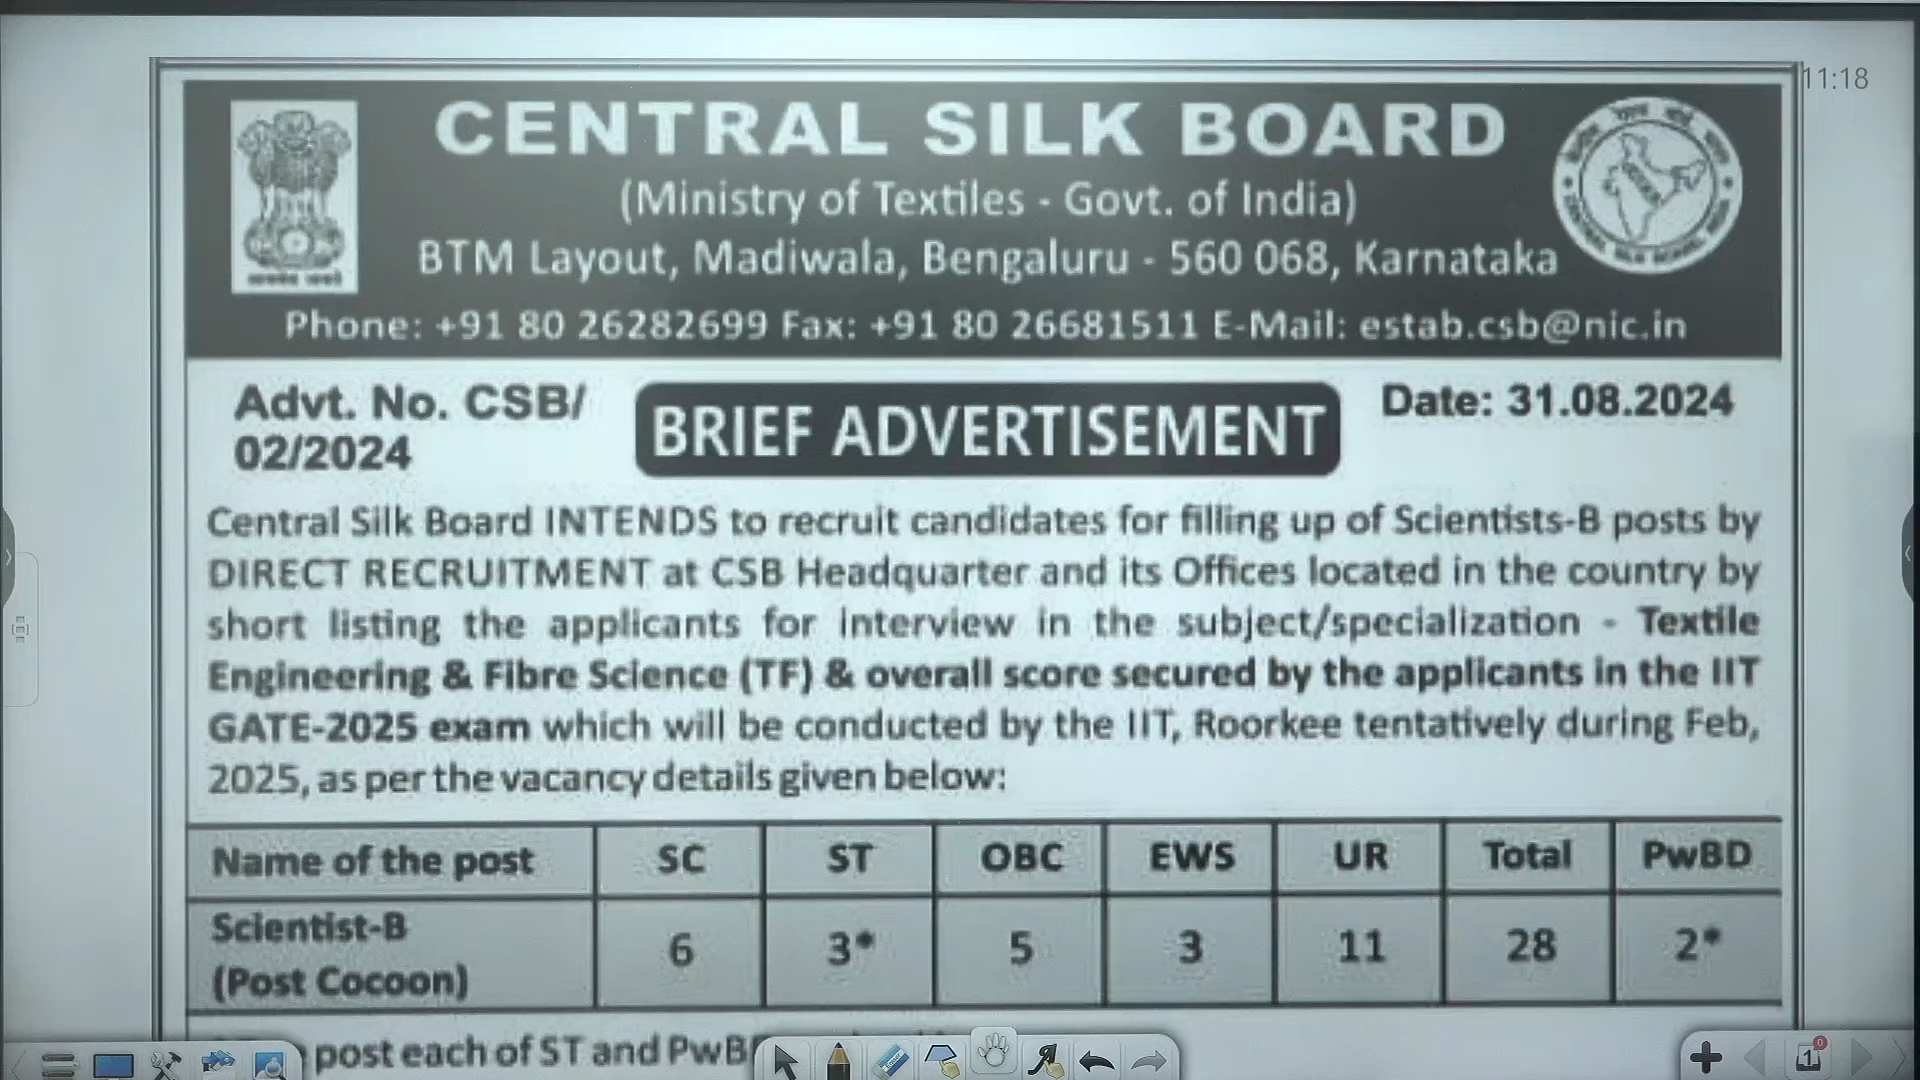 11:18
CENTRAL SILK BOARD
(Ministry of Textiles - Govt. of India)
BTM Layout, Madiwala, Bengaluru - 560 068, Karnataka
Phone: +91 80 26282699 Fax: +91 80 26681511 E-Mail: estab.csb@nic.in
Advt. No. CSB/
02/2024
BRIEF ADVERTISEMENT
Date: 31.08.2024
Central Silk Board INTENDS to recruit candidates for filling up of Scientists-B posts by
DIRECT RECRUITMENT at CSB Headquarter and its Offices located in the country by
short listing the applicants for interview in the subject/specialization - Textile
Engineering & Fibre Science (TF) & overall score secured by the applicants in the IIT
GATE-2025 exam which will be conducted by the IIT, Roorkee tentatively during Feb,
2025, as per the vacancy details given below:
Name of the post SC ST OBC EWS UR Total PwBD
Scientist-B
(Post Cocoon) 6 3* 5 3 11 28 2*
post each of ST and PwB
1
0